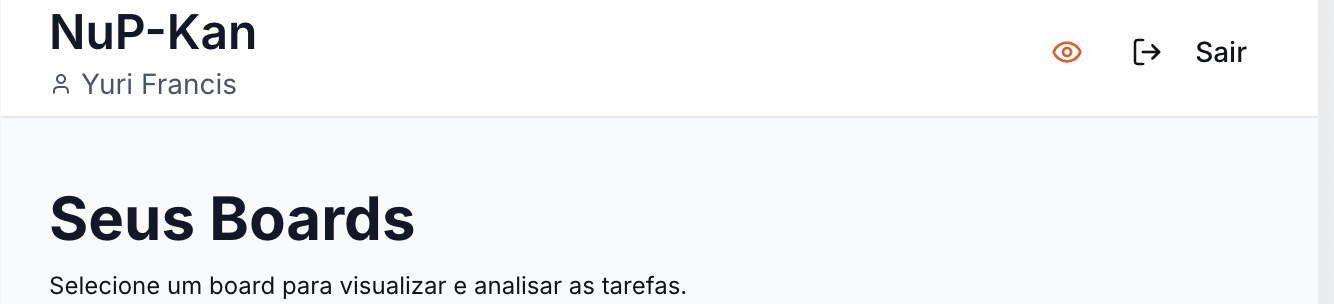 NuP-Kan
Yuri Francis
Sair
Seus Boards
Selecione um board para visualizar e analisar as tarefas.